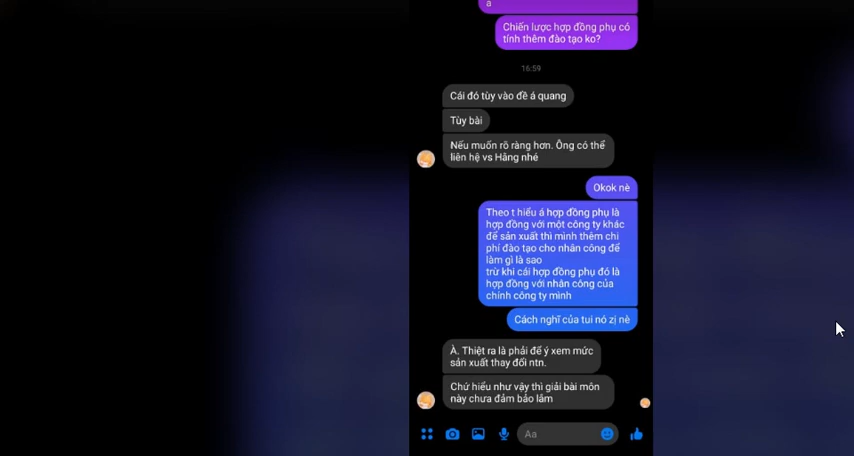 a
Chiến lược hợp đồng phụ có
tính thêm đào tạo ko?
16:59
Cái đó tùy vào đề á quang
Tùy bài
Nếu muốn rõ ràng hơn. Ông có thể
liên hệ vs Hằng nhé
Okok nè
Theo t hiểu á hợp đồng phụ là
hợp đồng với một công ty khác
để sản xuất thì mình thêm chi
phí đào tạo cho nhân công để
làm gì là sao
trừ khi cái hợp đồng phụ đó là
hợp đồng với nhân công của
chính công ty mình
Cách nghĩ của tui nó zị nè
À. Thiệt ra là phải để ý xem mức
sản xuất thay đổi ntn.
Chứ hiểu như vậy thì giải bài môn
này chưa đảm bảo lắm
Aa